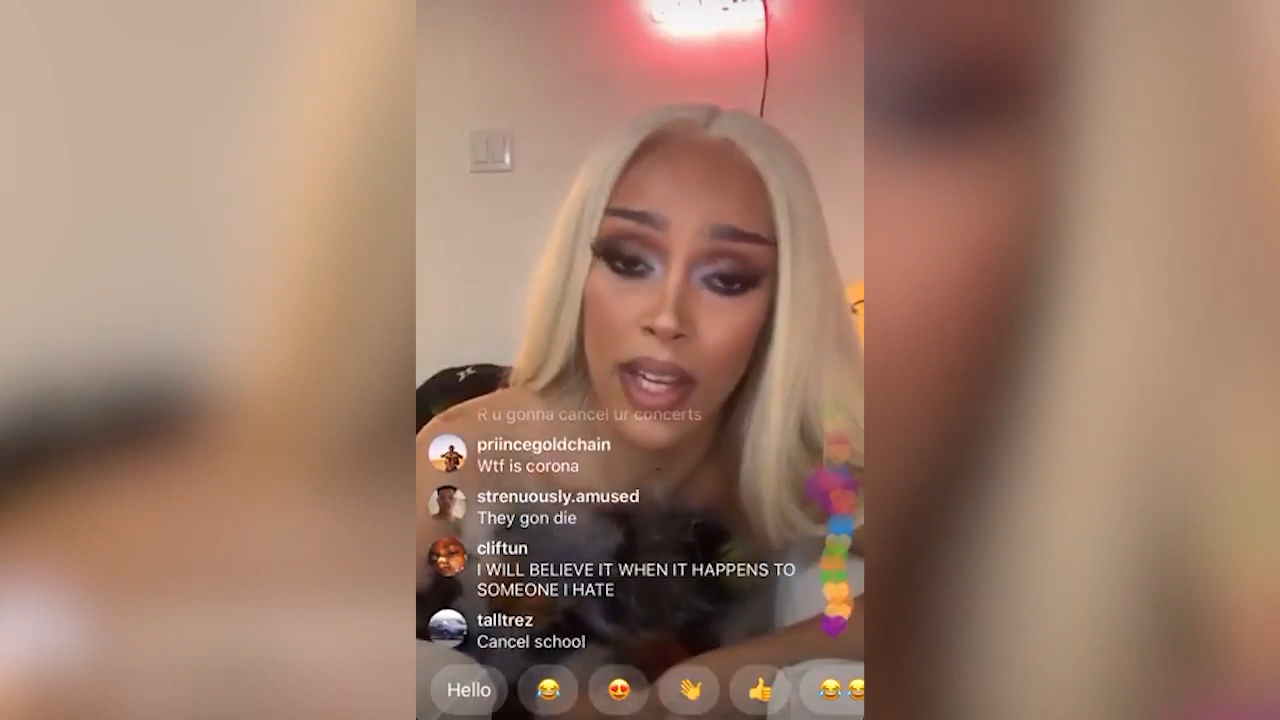 R u gonna cancel ur concerts
priincegoldchain
Wtf is corona
strenuously.amused
They gon die
cliftun
I WILL BELIEVE IT WHEN IT HAPPENS TO
SOMEONE I HATE
talltrez
Cancel school
Hello